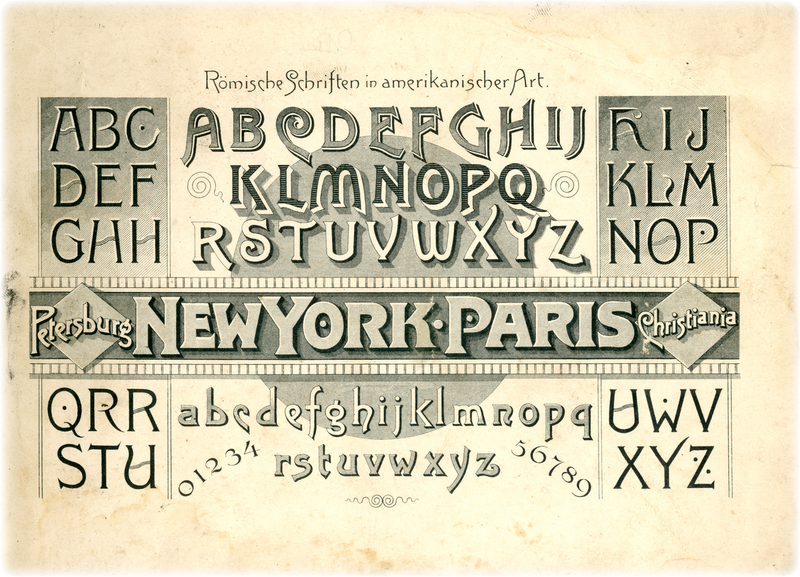 Römische Schriften in amerikanischer Art.
ABC
DEF
GAH
ABCDEFGHIJ
KLMNOPQ
RSTUVWXYZ
HIJ
KLM
NOP
Petersburg
NEW YORK·PARIS
Christiania
QRR
STU
abcdefghijklmnopq
01234
rstuvwxyz
56789
UWV
XYZ